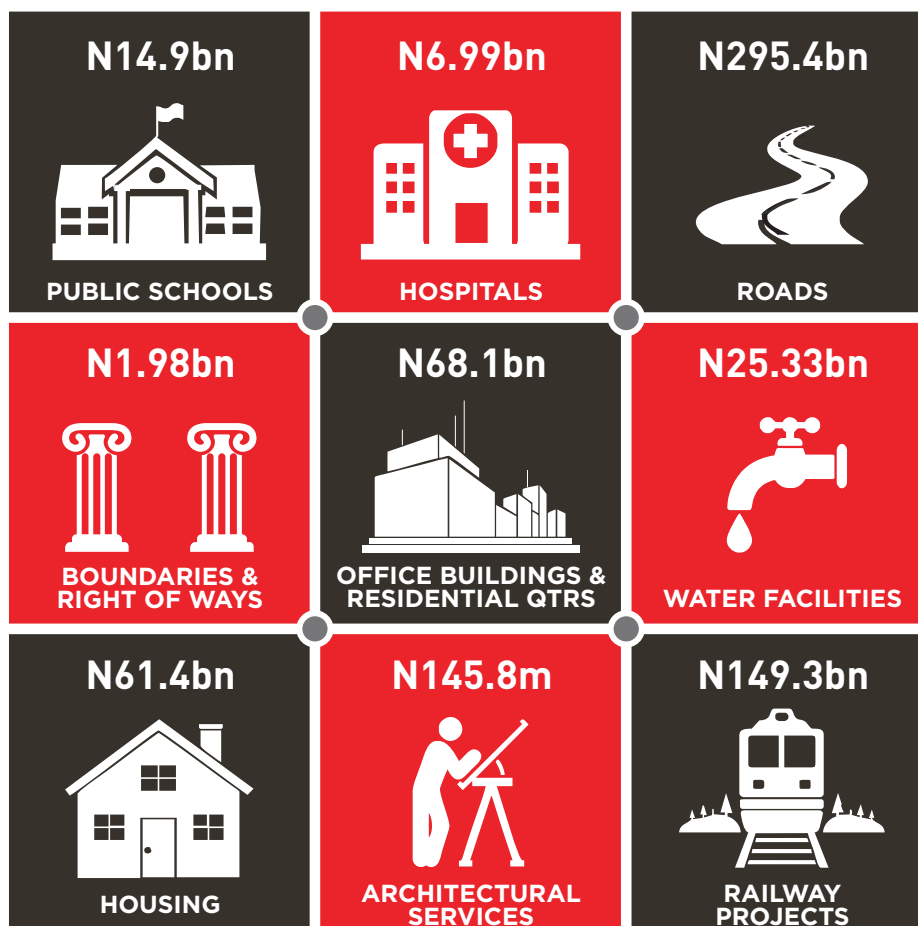 N14.9bn
PUBLIC SCHOOLS
N6.99bn
HOSPITALS
N295.4bn
ROADS
N1.98bn
BOUNDARIES &
RIGHT OF WAYS
N68.1bn
OFFICE BUILDINGS &
RESIDENTIAL QTRS
N25.33bn
WATER FACILITIES
N61.4bn
HOUSING
N145.8m
ARCHITECTURAL
SERVICES
N149.3bn
RAILWAY
PROJECTS